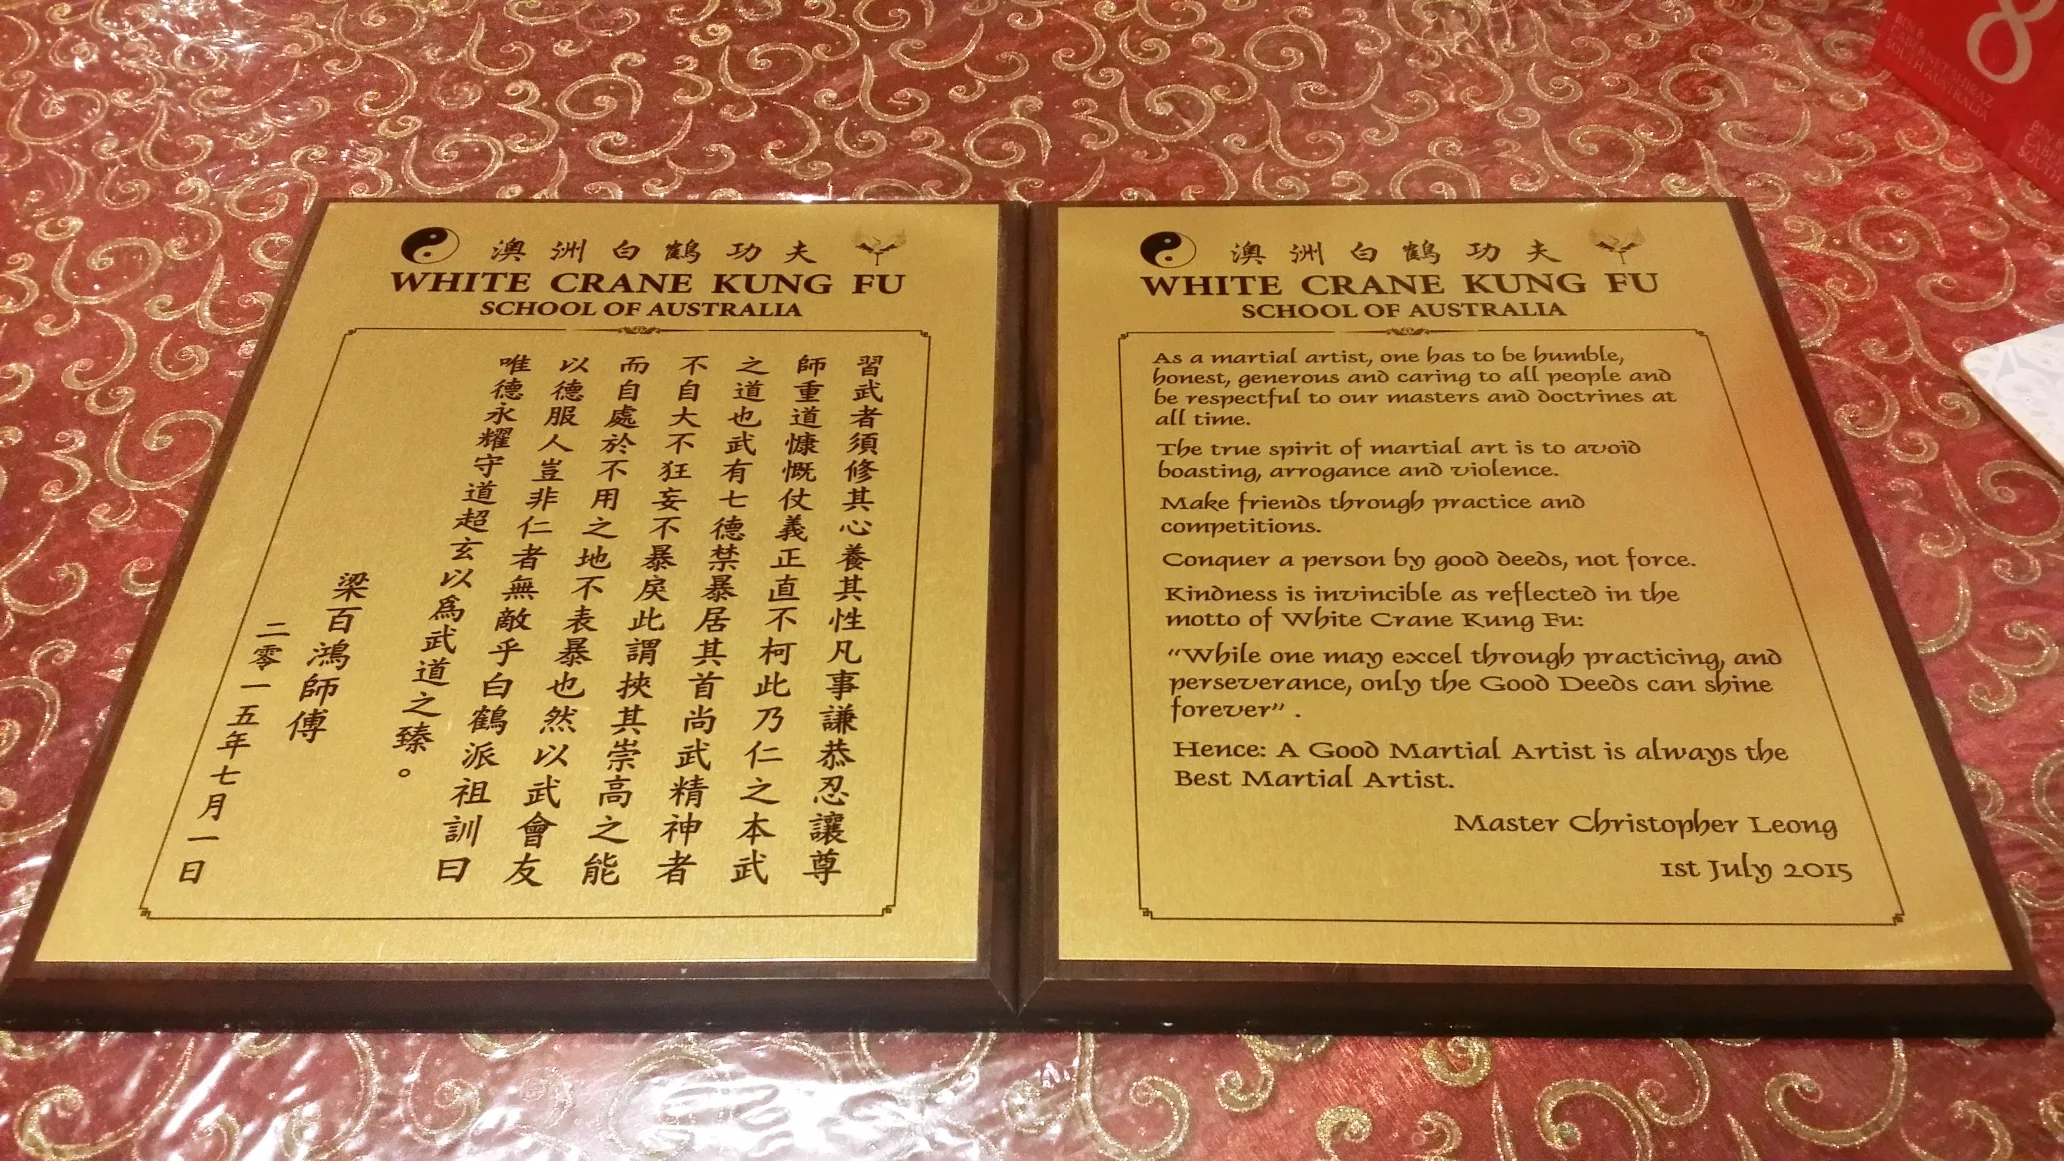 澳洲白鶴功夫
WHITE CRANE KUNG FU
SCHOOL OF AUSTRALIA
習武者須修其心養其性凡事謙恭忍讓尊
師重道慷慨仗義正直不柯此乃仁之本武
之道也武有七德禁暴居其首尚武精神者
不自大不狂妄不暴戾此謂挾其崇高之能
而自處於不用之地不表暴也然以武會友
以德服人豈非仁者無敵乎白鶴派祖訓曰
唯德永耀守道超玄以為武道之臻。
梁百鴻師傅
二零一五年七月一日
澳洲白鶴功夫
WHITE CRANE KUNG FU
SCHOOL OF AUSTRALIA
As a martial artist, one has to be humble,
honest, generous and caring to all people and
be respectful to our masters and doctrines at
all time.
The true spirit of martial art is to avoid
boasting, arrogance and violence.
Make friends through practice and
competitions.
Conquer a person by good deeds, not force.
Kindness is invincible as reflected in the
motto of White Crane Kung Fu:
“While one may excel through practicing, and
perseverance, only the Good Deeds can shine
forever” .
Hence: A Good Martial Artist is always the
Best Martial Artist.
Master Christopher Leong
1st July 2015
8
BIN 8
CABERNET SHIRAZ
SOUTH AUSTRALIA